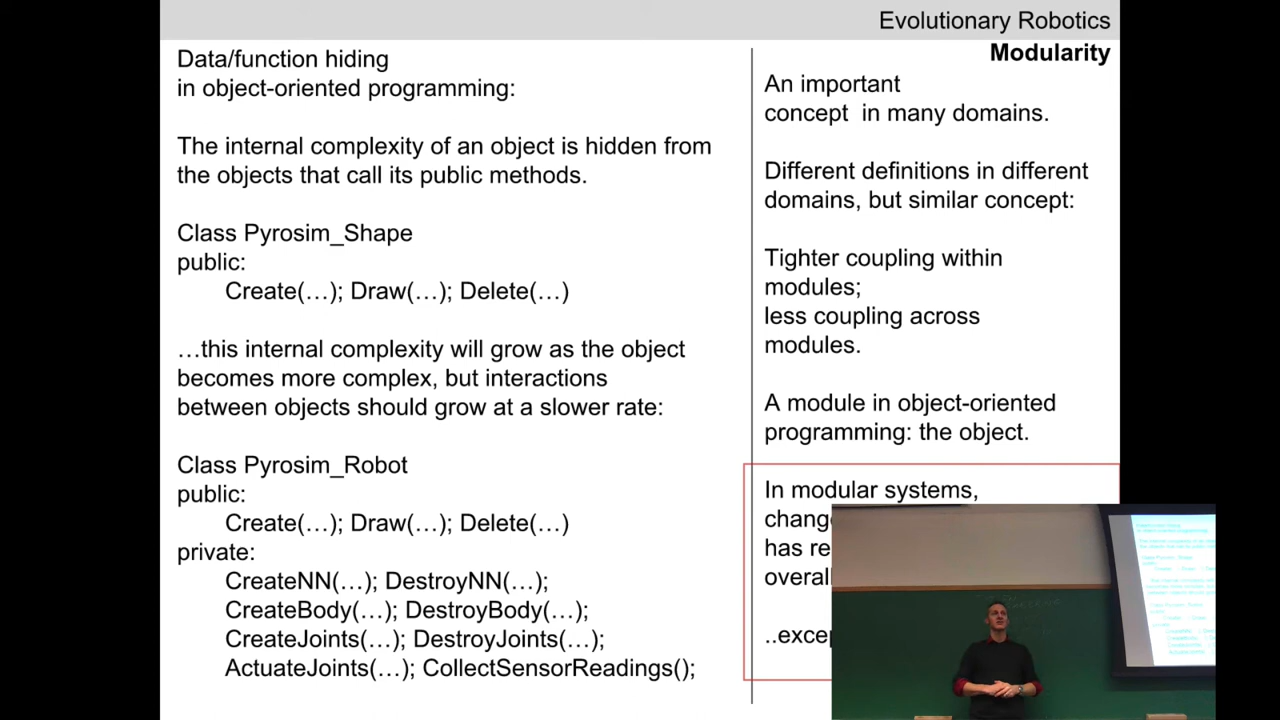 Evolutionary Robotics
Modularity
Data/function hiding
in object-oriented programming:
The internal complexity of an object is hidden from
the objects that call its public methods.
Class Pyrosim_Shape
public:
Create(…); Draw(…); Delete(…)
…this internal complexity will grow as the object
becomes more complex, but interactions
between objects should grow at a slower rate:
Class Pyrosim_Robot
public:
Create(…); Draw(…); Delete(…)
private:
CreateNN(…); DestroyNN(…);
CreateBody(…); DestroyBody(…);
CreateJoints(…); DestroyJoints(…);
ActuateJoints(…); CollectSensorReadings();
An important
concept in many domains.
Different definitions in different
domains, but similar concept:
Tighter coupling within
modules;
less coupling across
modules.
A module in object-oriented
programming: the object.
In modular systems,
has